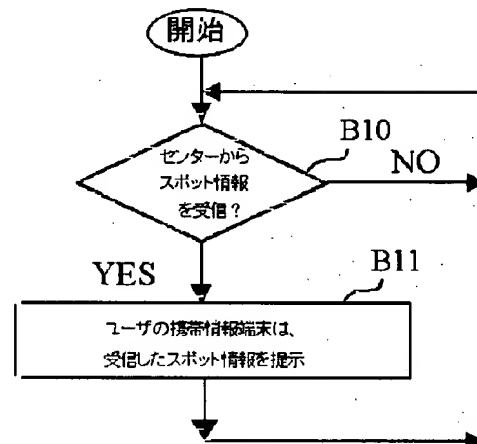 開始
B10
センターから
スポット情報
を受信？
NO
YES
B11
ユーザの携帯情報端末は、
受信したスポット情報を提示